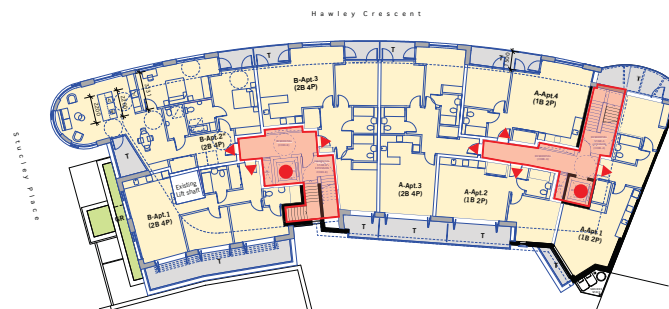 Hawley Crescent
T
T
T
T
B-Apt.3
(2B 4P)
A-Apt.4
(1B 2P)
B-Apt.2
(2B 4P)
Stucley Place
T
Existing
Lift shaft
A-Apt.3
(2B 4P)
A-Apt.2
(1B 2P)
B-Apt.1
(2B 4P)
A-Apt.1
(1B 2P)
T
T
T
T
T